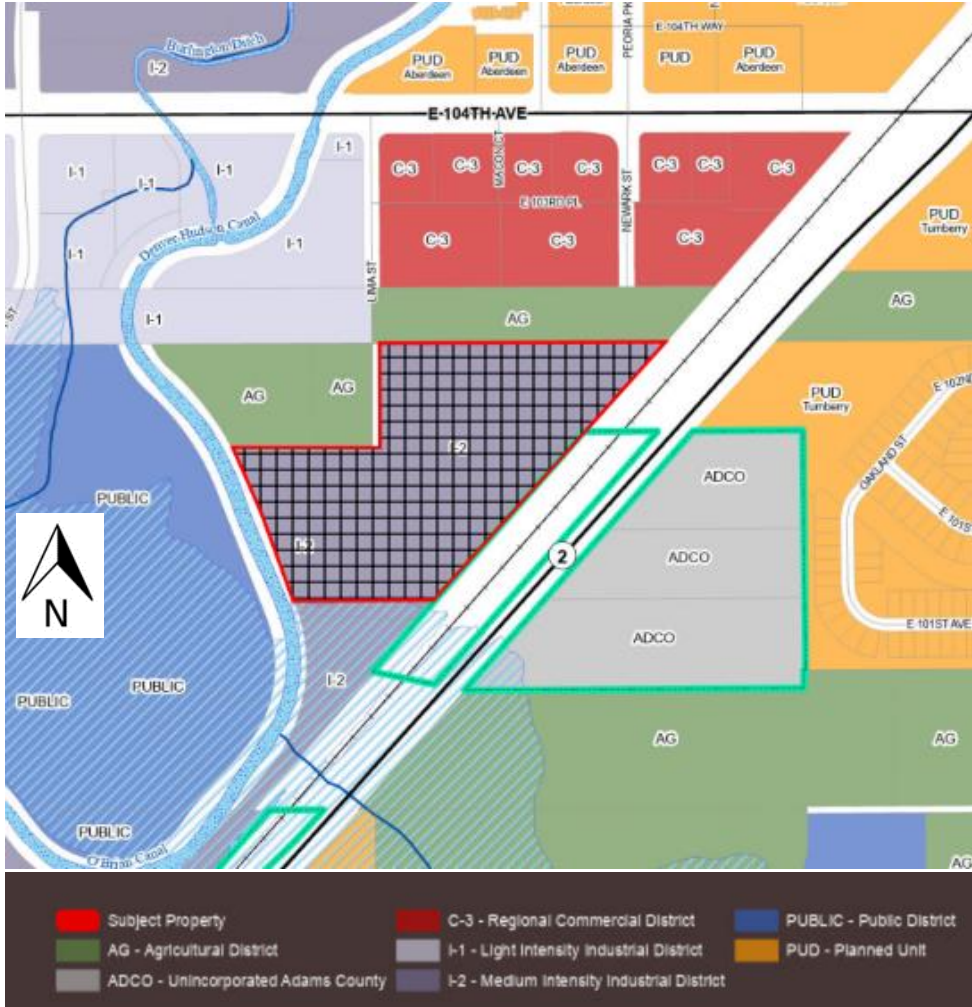 E 104TH WAY
PEORIA PK
Burlington Ditch
I-2
PUD
Aberdeen
PUD
Aberdeen
PUD
Aberdeen
PUD
PUD
Aberdeen
E-104TH-AVE
I-1
I-1
I-1
I-1
C-3
C-3
MACON CT
C-3
C-3
C-3
C-3
C-3
E 103RD PL
NEWARK ST
Denver Hudson Canal
I-1
I-1
C-3
C-3
C-3
PUD
Turnberry
LIMA ST
ST
I-1
AG
AG
AG
AG
PUD
Turnberry
E 102ND
OAKLAND ST
I-2
ADCO
PUBLIC
E 101S
I-2
2
ADCO
N
E 101ST AVE
ADCO
PUBLIC
PUBLIC
I-2
AG
AG
PUBLIC
O'Brian Canal
AG
Subject Property
AG - Agricultural District
ADCO - Unincorporated Adams County
C-3 - Regional Commercial District
I-1 - Light Intensity Industrial District
I-2 - Medium Intensity Industrial District
PUBLIC - Public District
PUD - Planned Unit